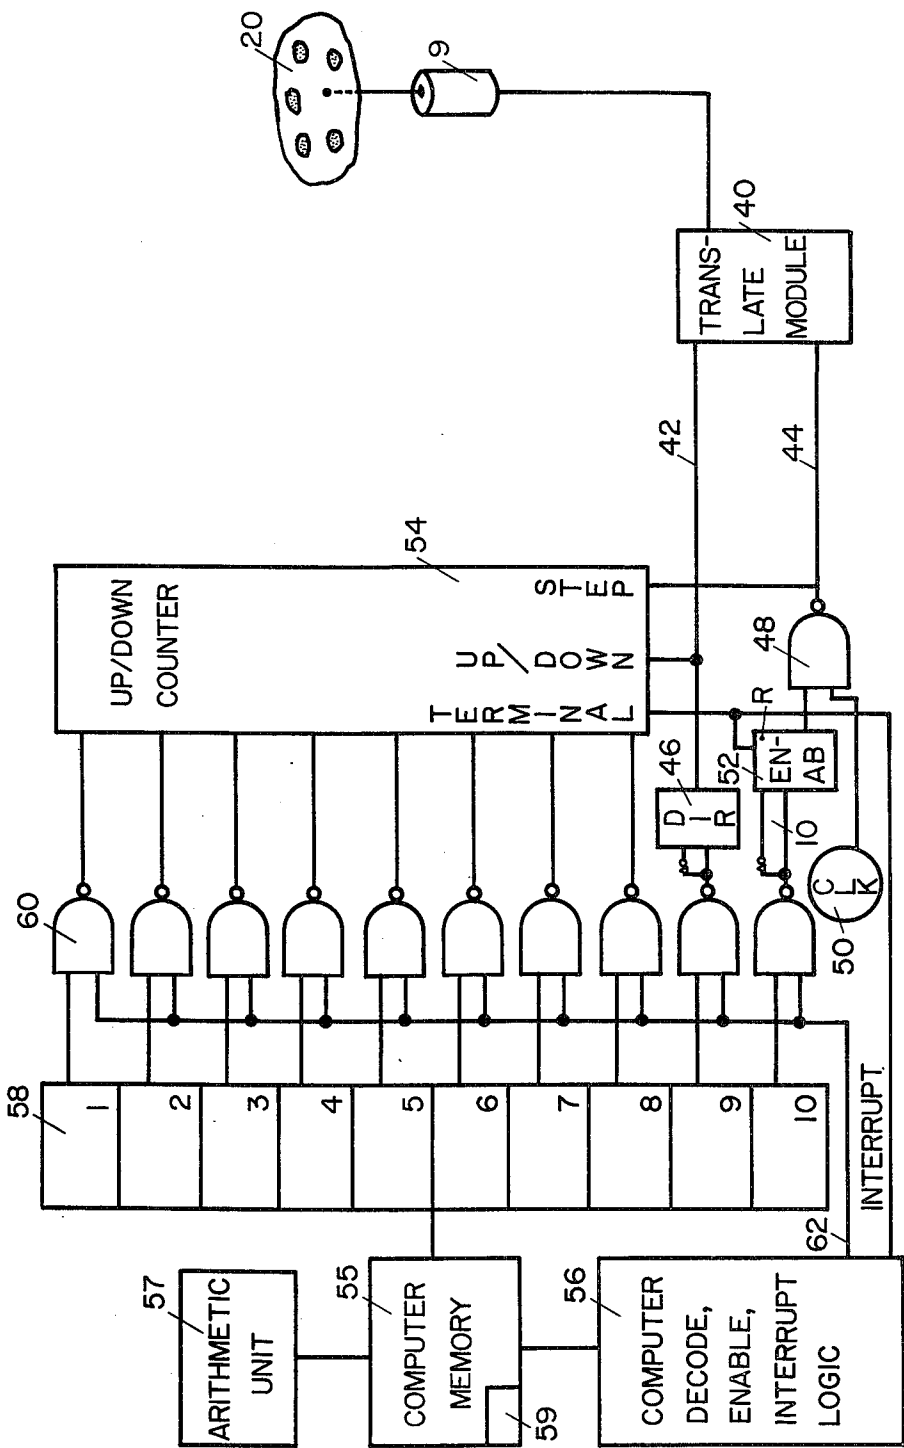 57
ARITHMETIC
UNIT
55
COMPUTER
MEMORY
59
56
COMPUTER
DECODE,
ENABLE,
INTERRUPT
LOGIC
58
1
2
3
4
5
6
7
8
9
10
62
INTERRUPT
60
UP/DOWN
COUNTER
54
TERMINAL
UP/DOWN
STEP
DIR
46
52
EN-
AB
R
10
CLK
50
48
42
44
TRANS-
LATE
MODULE
40
20
9